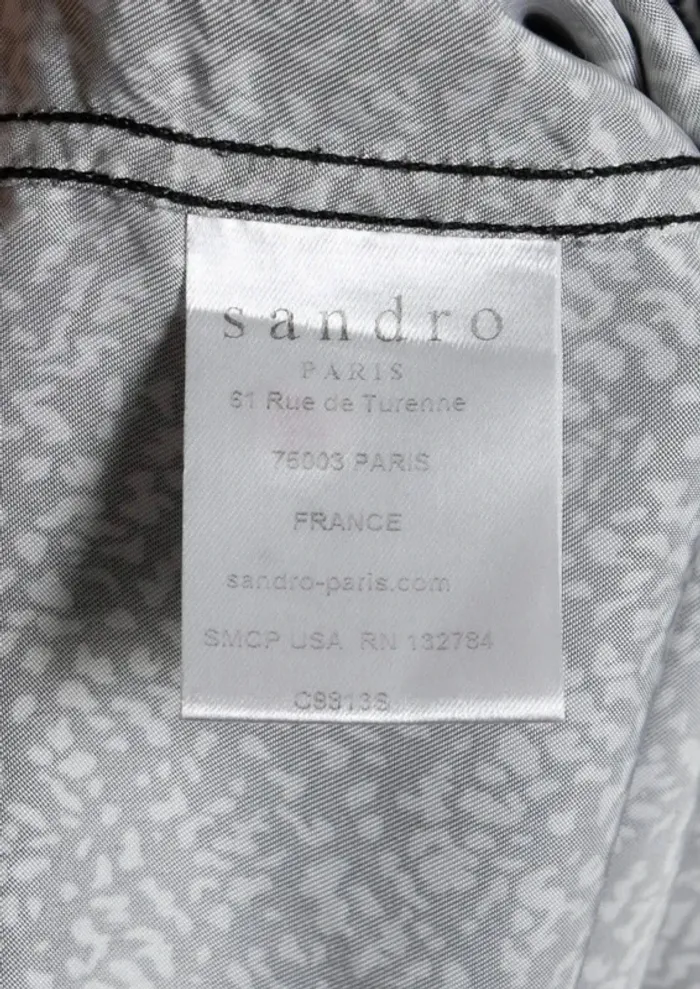 sandro
PARIS
61 Rue de Turenne
75003 PARIS
FRANCE
sandro-paris.com
SMCP USA RN 132784
C9813S